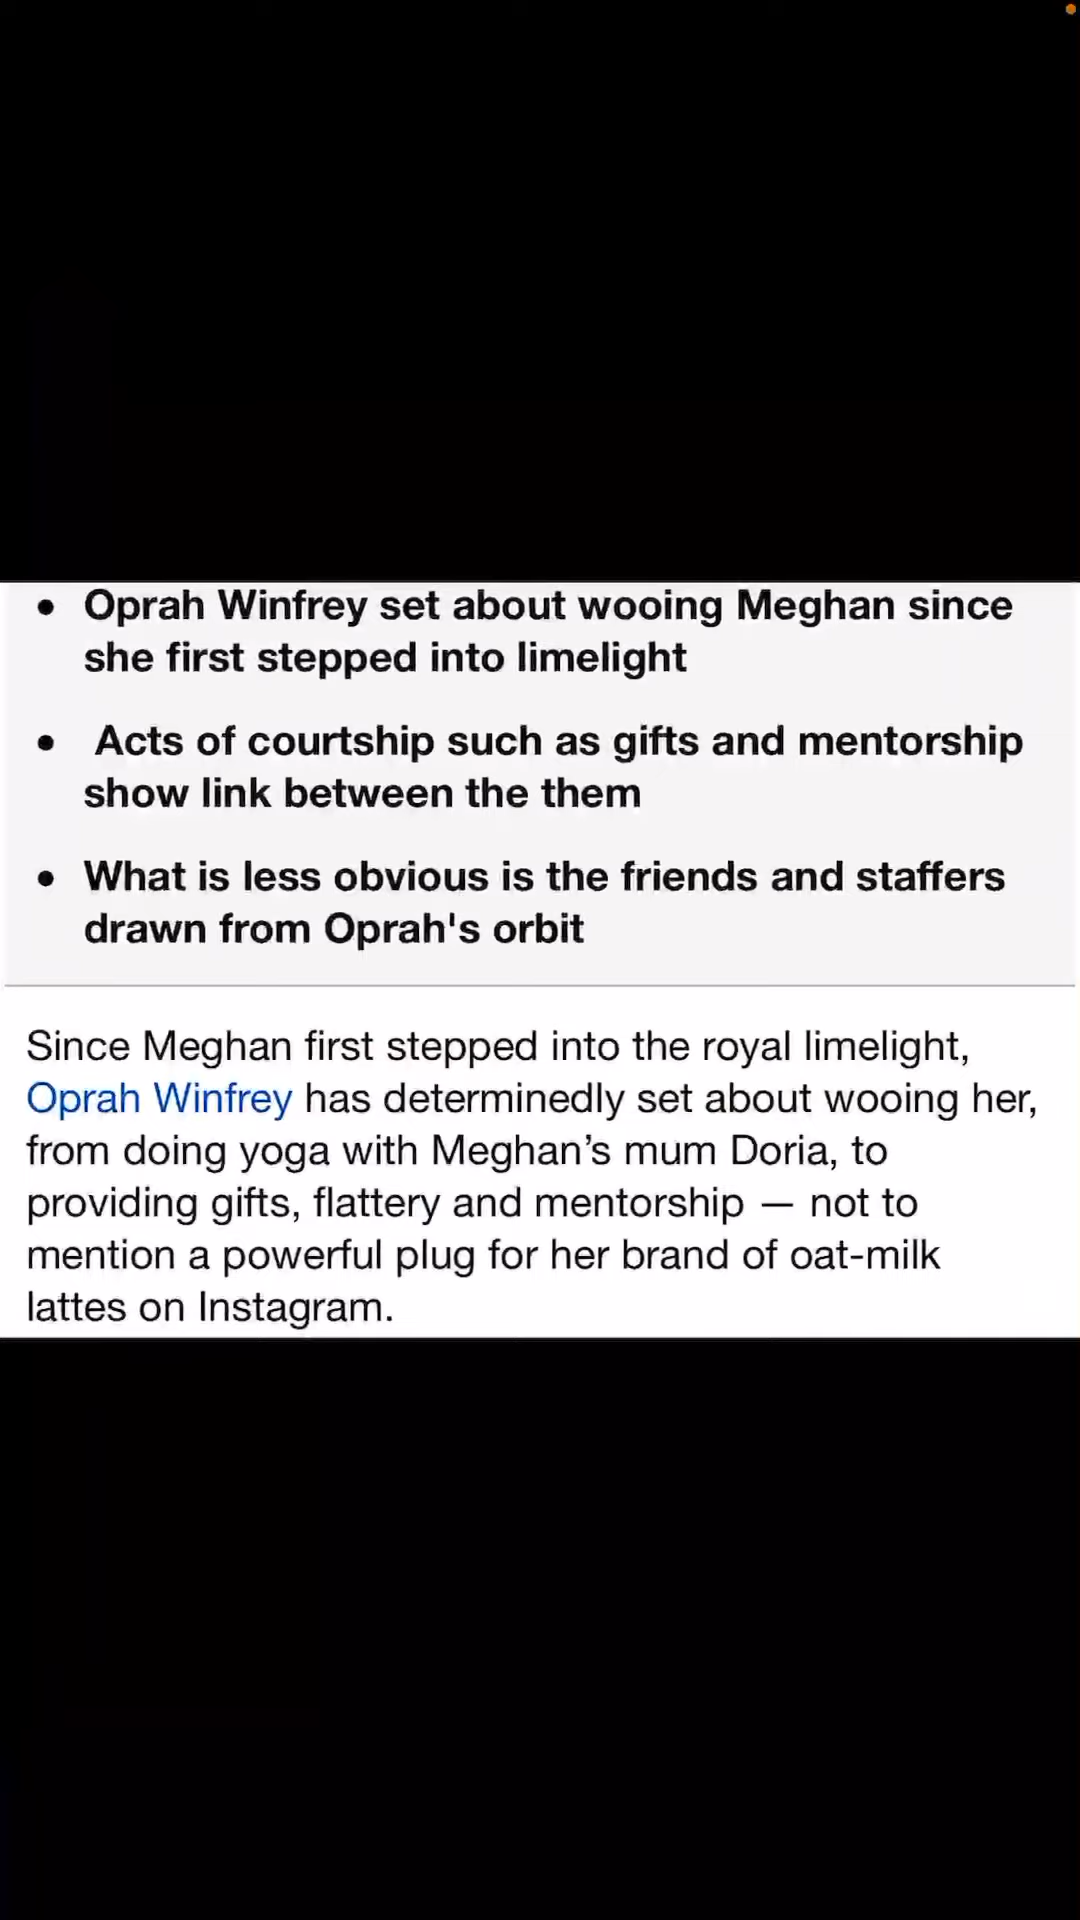 • Oprah Winfrey set about wooing Meghan since
she first stepped into limelight
• Acts of courtship such as gifts and mentorship
show link between the them
• What is less obvious is the friends and staffers
drawn from Oprah's orbit
Since Meghan first stepped into the royal limelight,
Oprah Winfrey has determinedly set about wooing her,
from doing yoga with Meghan’s mum Doria, to
providing gifts, flattery and mentorship — not to
mention a powerful plug for her brand of oat-milk
lattes on Instagram.